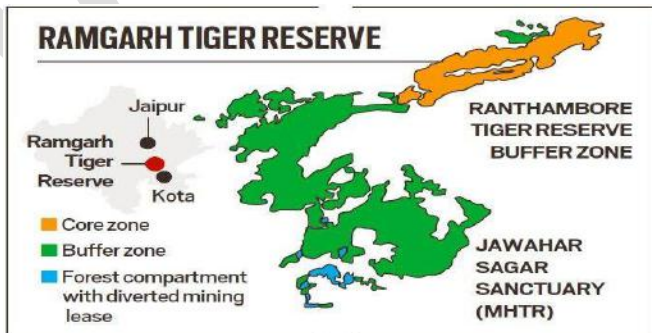 RAMGARH TIGER RESERVE
Jaipur
Ramgarh
Tiger
Reserve
Kota
Core zone
Buffer zone
Forest compartment
with diverted mining
lease
RANTHAMBORE
TIGER RESERVE
BUFFER ZONE
JAWAHAR
SAGAR
SANCTUARY
(MHTR)